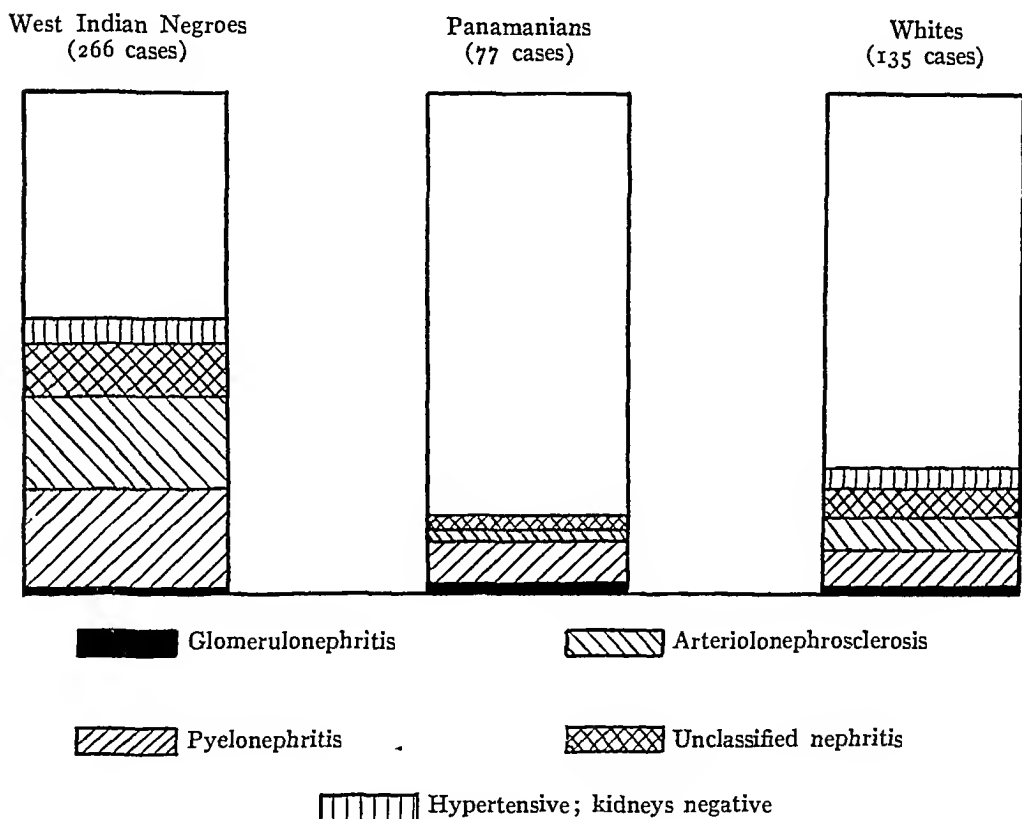 West Indian Negroes
(266 cases)
Panamanians
(77 cases)
Whites
(135 cases)
Glomerulonephritis
Arteriolonephrosclerosis
Pyelonephritis
Unclassified nephritis
Hypertensive; kidneys negative